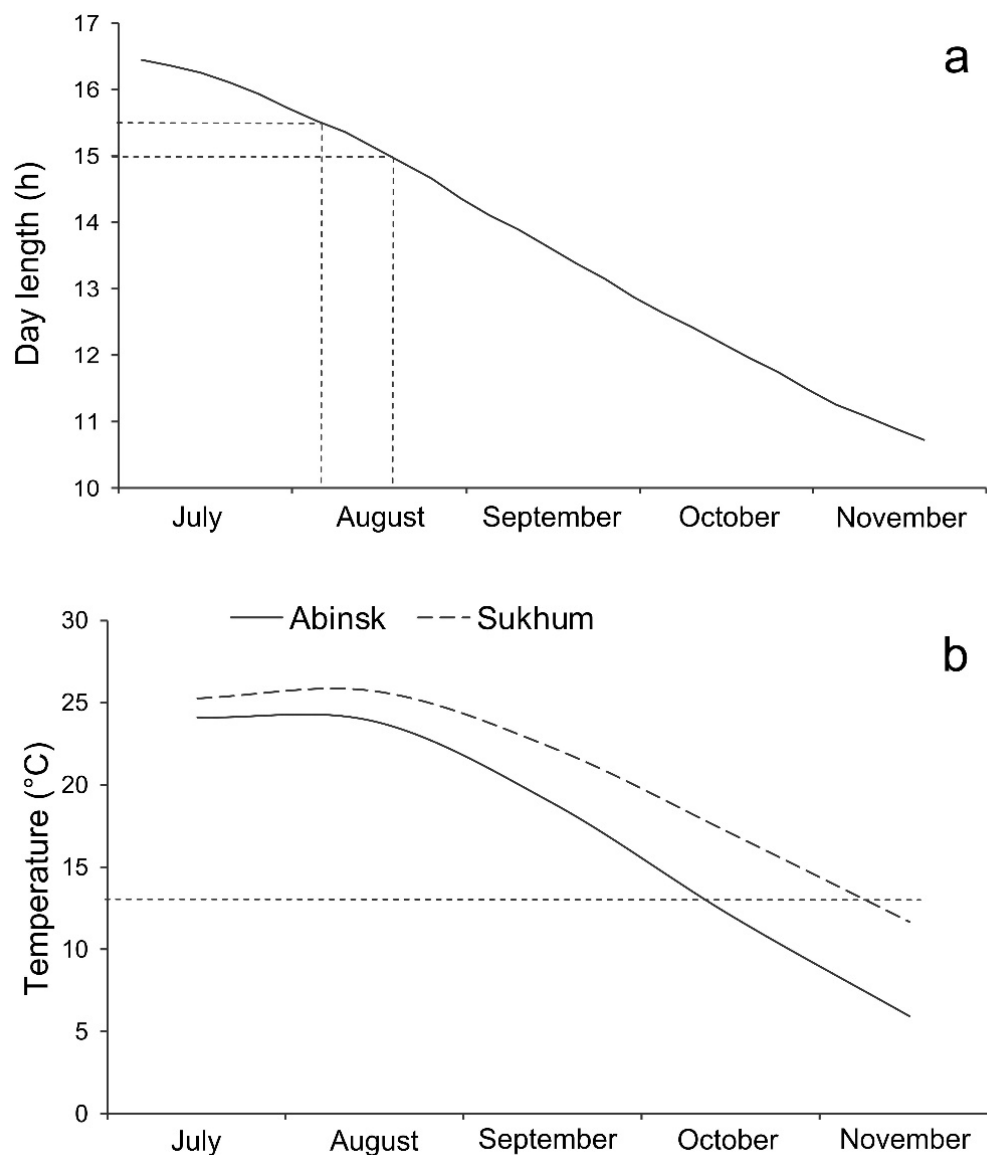 a
Day length (h)
17
16
15
14
13
12
11
10
July August September October November
b
Abinsk Sukhum
Temperature (°C)
30
25
20
15
10
5
0
July August September October November